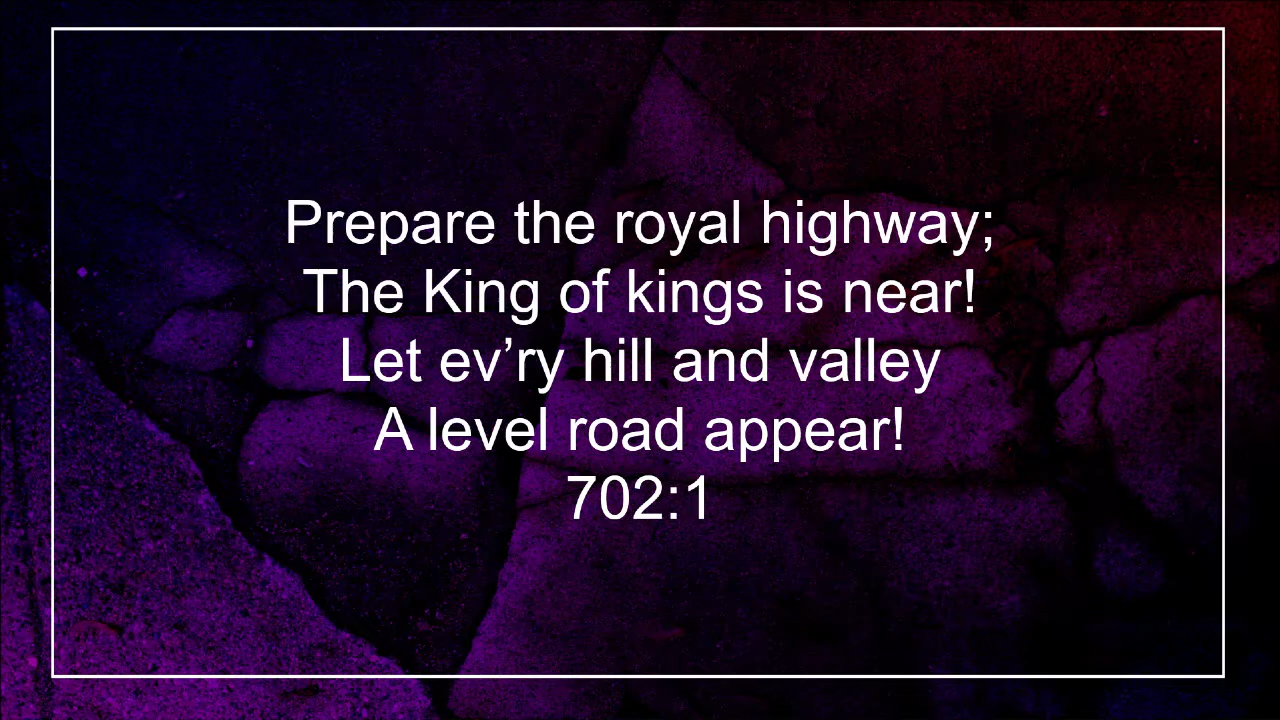 Prepare the royal highway;
The King of kings is near!
Let ev’ry hill and valley
A level road appear!
702:1